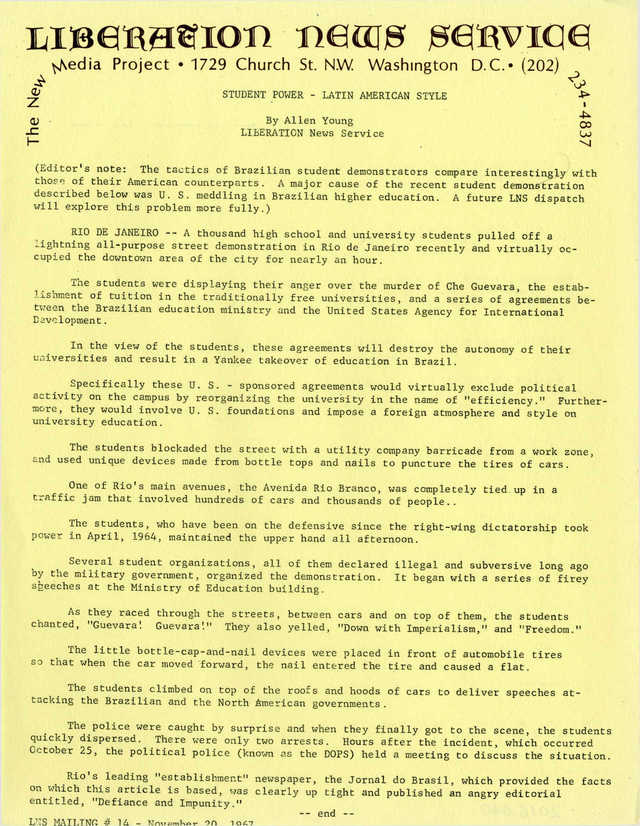 LIBERATION NEWS SERVICE
The New Media Project • 1729 Church St. N.W. Washington D.C. • (202) 234-4837
STUDENT POWER - LATIN AMERICAN STYLE
By Allen Young
LIBERATION News Service
(Editor's note: The tactics of Brazilian student demonstrators compare interestingly with
those of their American counterparts. A major cause of the recent student demonstration
described below was U. S. meddling in Brazilian higher education. A future LNS dispatch
will explore this problem more fully.)
RIO DE JANEIRO -- A thousand high school and university students pulled off a
lightning all-purpose street demonstration in Rio de Janeiro recently and virtually oc-
cupied the downtown area of the city for nearly an hour.
The students were displaying their anger over the murder of Che Guevara, the estab-
lishment of tuition in the traditionally free universities, and a series of agreements be-
tween the Brazilian education ministry and the United States Agency for International
Development.
In the view of the students, these agreements will destroy the autonomy of their
universities and result in a Yankee takeover of education in Brazil.
Specifically these U. S. - sponsored agreements would virtually exclude political
activity on the campus by reorganizing the university in the name of "efficiency." Further-
more, they would involve U. S. foundations and impose a foreign atmosphere and style on
university education.
The students blockaded the street with a utility company barricade from a work zone,
and used unique devices made from bottle tops and nails to puncture the tires of cars.
One of Rio's main avenues, the Avenida Rio Branco, was completely tied up in a
traffic jam that involved hundreds of cars and thousands of people..
The students, who have been on the defensive since the right-wing dictatorship took
power in April, 1964, maintained the upper hand all afternoon.
Several student organizations, all of them declared illegal and subversive long ago
by the military government, organized the demonstration. It began with a series of firey
speeches at the Ministry of Education building.
As they raced through the streets, between cars and on top of them, the students
chanted, "Guevara! Guevara!" They also yelled, "Down with Imperialism," and "Freedom."
The little bottle-cap-and-nail devices were placed in front of automobile tires
so that when the car moved forward, the nail entered the tire and caused a flat.
The students climbed on top of the roofs and hoods of cars to deliver speeches at-
tacking the Brazilian and the North American governments.
The police were caught by surprise and when they finally got to the scene, the students
quickly dispersed. There were only two arrests. Hours after the incident, which occurred
October 25, the political police (known as the DOPS) held a meeting to discuss the situation.
Rio's leading "establishment" newspaper, the Jornal do Brasil, which provided the facts
on which this article is based, was clearly up tight and published an angry editorial
entitled, "Defiance and Impunity."
-- end --
LNS MAILING # 14 - November 20, 1967